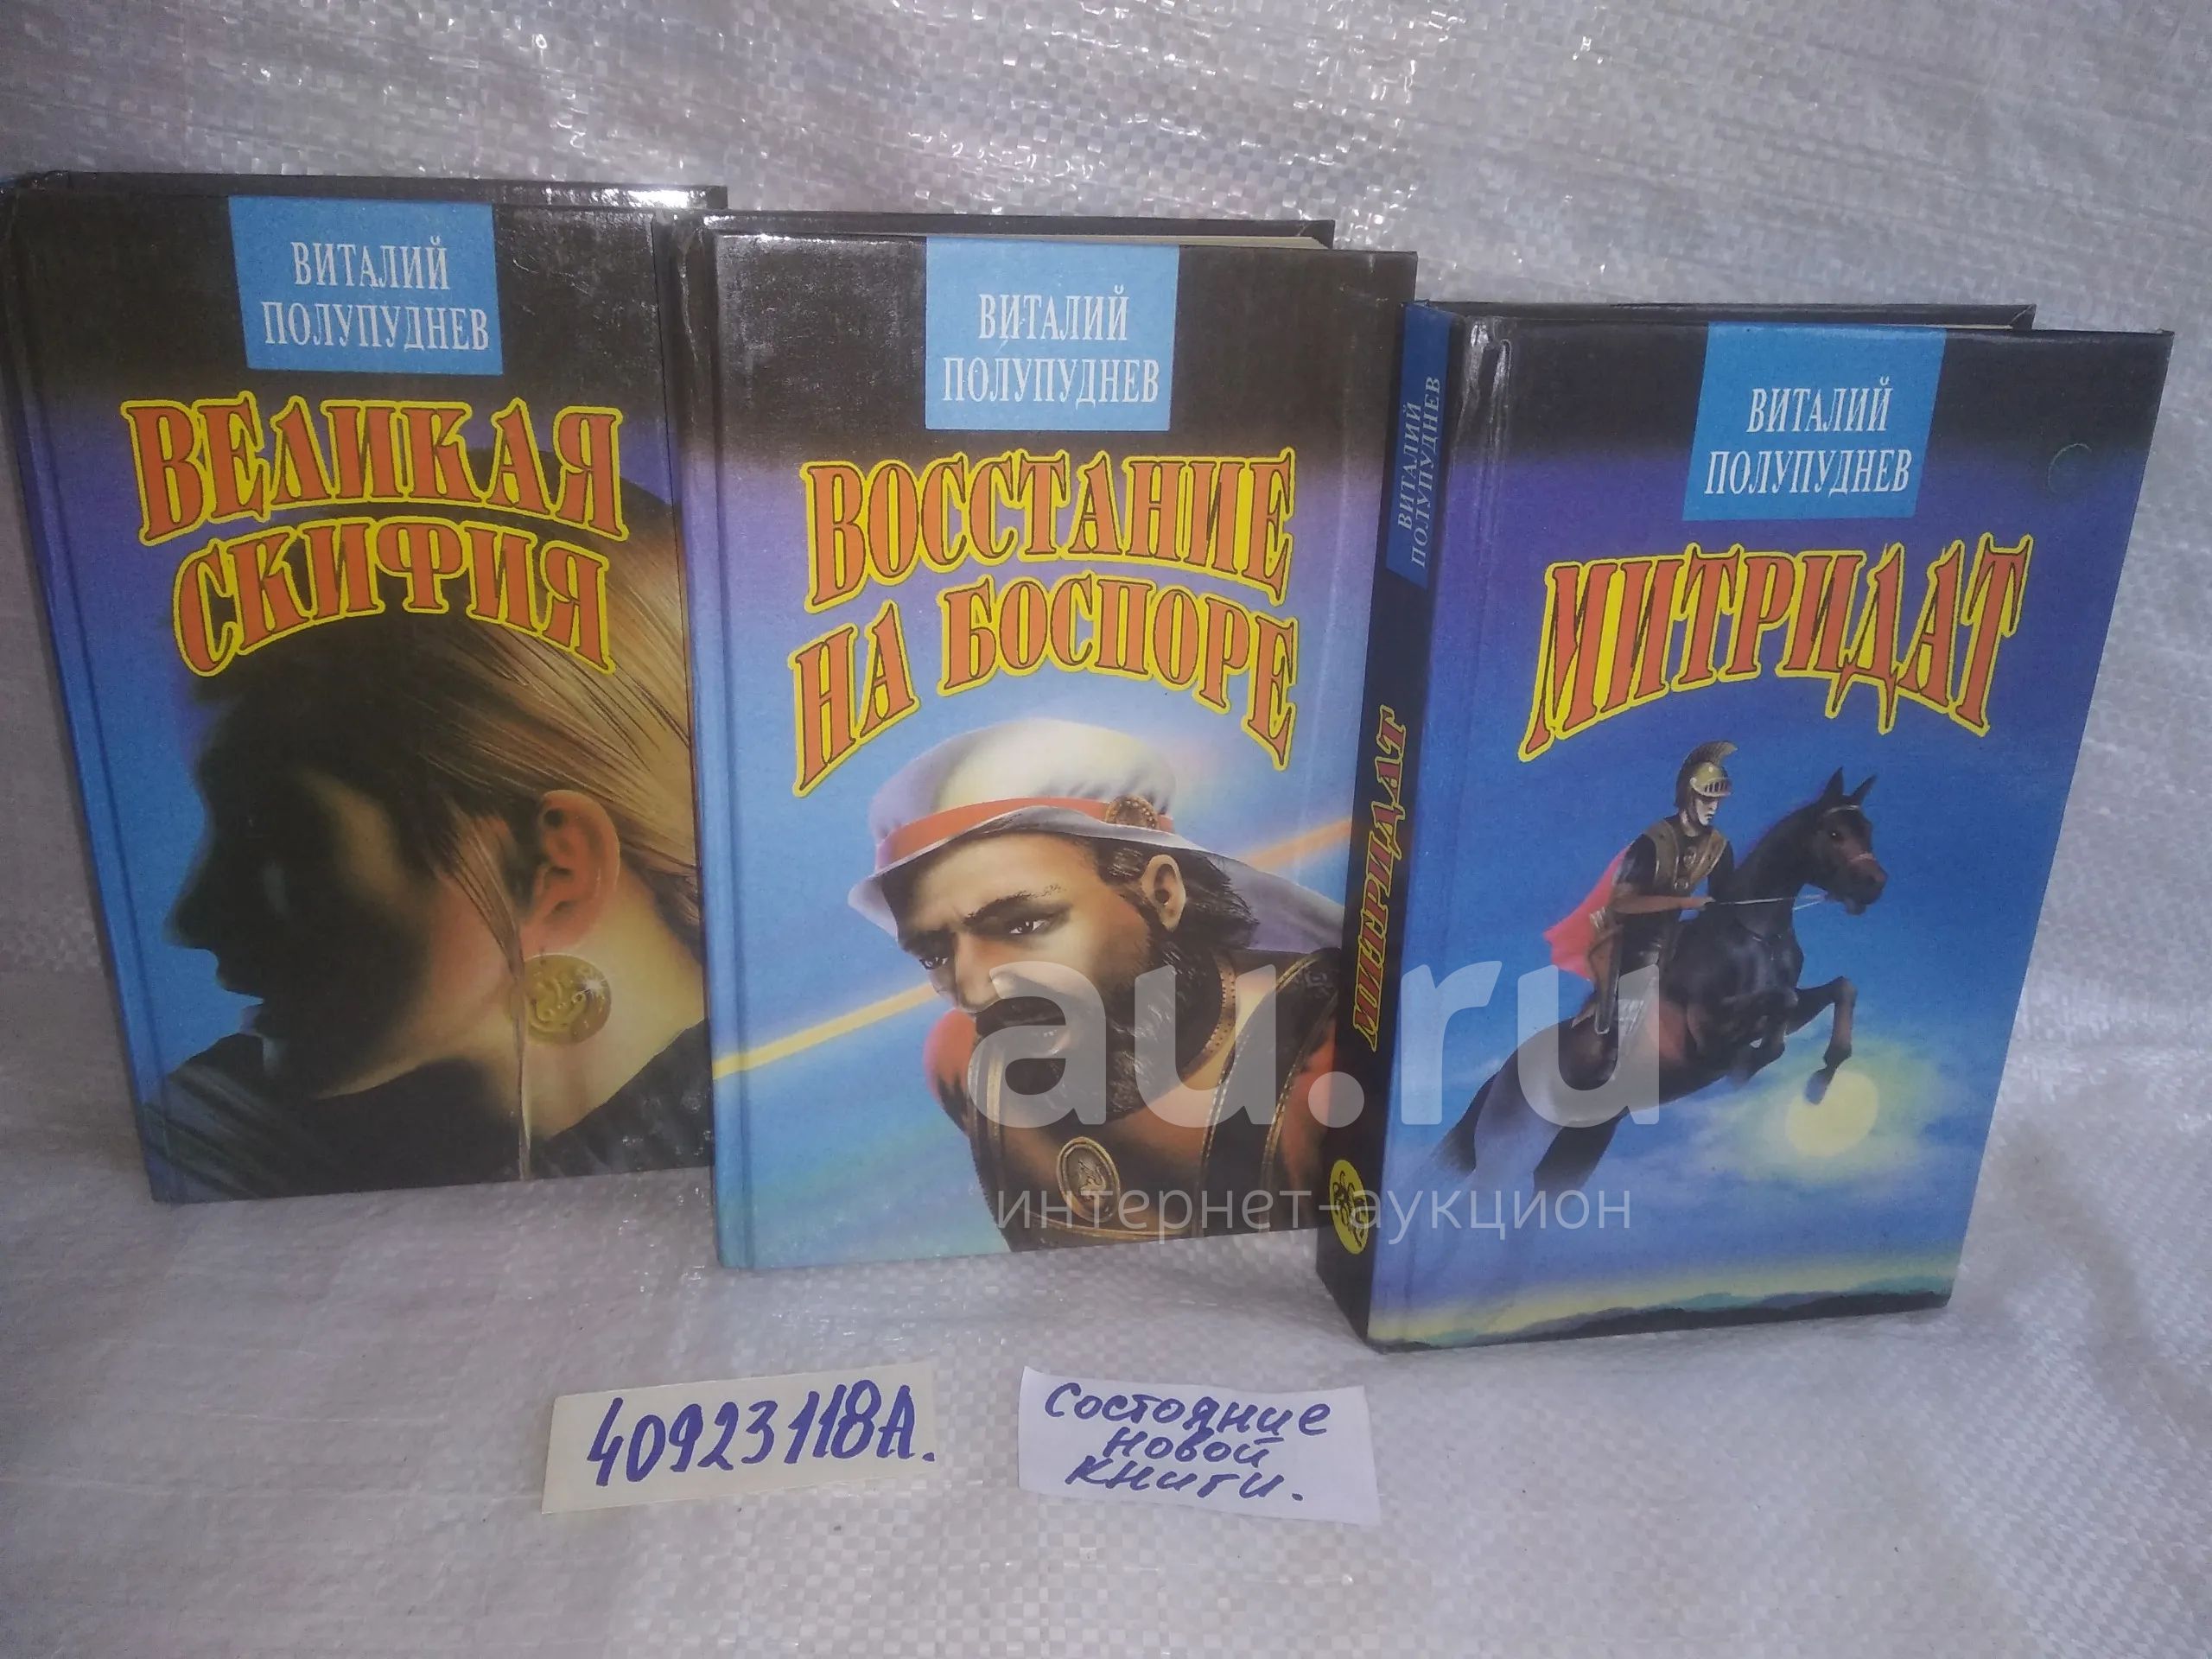 ВИТАЛИЙ
ПОЛУПУДНЕВ
ВЕЛИКАЯ
СКИФИЯ
ВИТАЛИЙ
ПОЛУПУДНЕВ
ВОССТАНИЕ
НА БОСПОРЕ
ВИТАЛИЙ
ПОЛУПУДНЕВ
МИТРИДАТ
ВИТАЛИЙ
ПОЛУПУДНЕВ
МИТРИДАТ
au.ru
интернет-аукцион
40923118А.
Состояние
новой
книги.